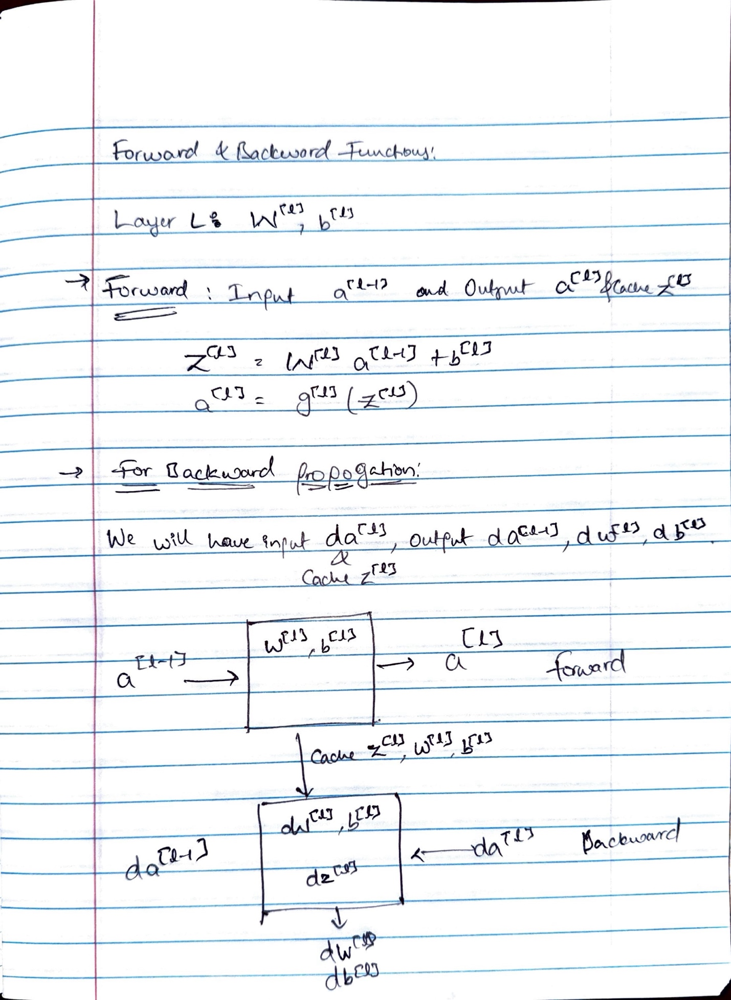 Forward & Backward Functions:
Layer L: W^[l], b^[l]
→ Forward : Input a^[l-1] and Output a^[l] & Cache z^[l]
z^[l] = W^[l] a^[l-1] + b^[l]
a^[l] = g^[l] (z^[l])
→ For Backward propogation:
We will have input da^[l], output da^[l-1], dw^[l], db^[l].
&
Cache z^[l]
w^[l], b^[l]
a^[l-1] → → a^[l] forward
↓ Cache z^[l], w^[l], b^[l]
dw^[l], b^[l]
da^[l-1] ← da^[l] Backward
dz^[l]
↓
dw^[l]
db^[l]